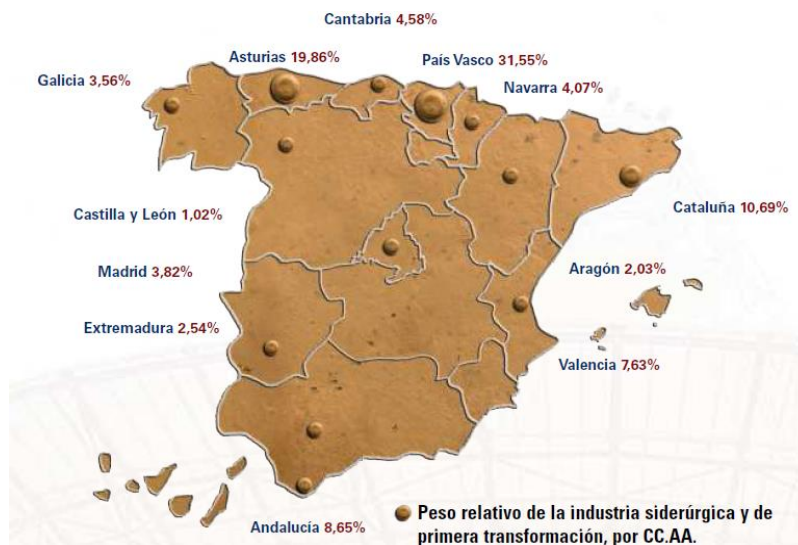 Cantabria 4,58%
Asturias 19,86%
País Vasco 31,55%
Galicia 3,56%
Navarra 4,07%
Castilla y León 1,02%
Cataluña 10,69%
Madrid 3,82%
Aragón 2,03%
Extremadura 2,54%
Valencia 7,63%
Andalucía 8,65%
Peso relativo de la industria siderúrgica y de
primera transformación, por CC.AA.